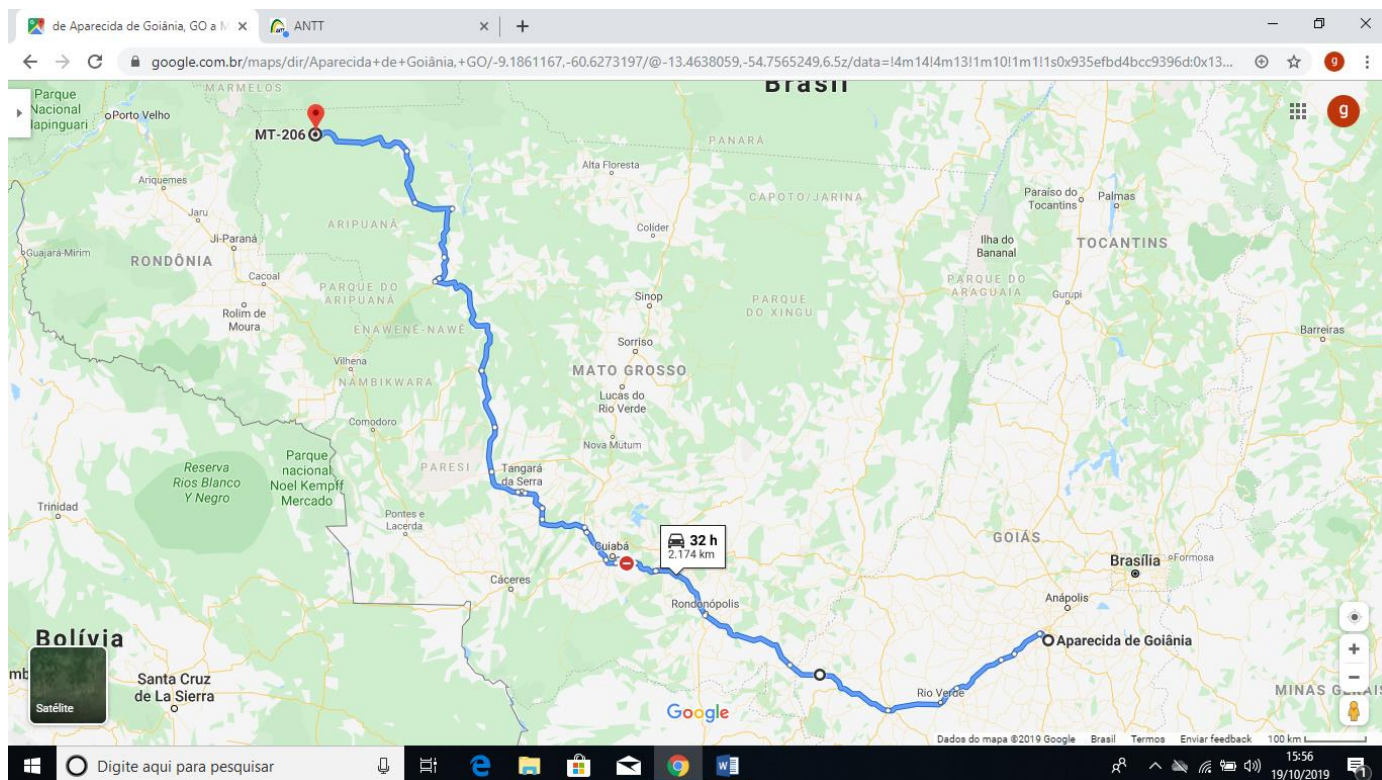 de Aparecida de Goiânia, GO a M
ANTT
google.com.br/maps/dir/Aparecida+de+Goiânia,+GO/-9.1861167,-60.6273197/@-13.4638059,-54.7565249,6.5z/data=!4m14!4m13!1m10!1m1!1s0x935efbd4bcc9396d:0x13...
g
Parque
Nacional
Mapinguari
MARMELOS
Brasil
g
Porto Velho
MT-206
PANARÁ
Alta Floresta
Ariquemes
CAPOTO/JARINA
Paraíso do
Tocantins
Palmas
Jaru
ARIPUANÃ
Colíder
Ji-Paraná
Ilha do
Bananal
TOCANTINS
Guajará-Mirim
RONDÔNIA
Cacoal
PARQUE DO
ARIPUANÃ
PARQUE DO
ARAGUAIA
Gurupi
Sinop
PARQUE
DO XINGU
Rolim de
Moura
ENAWENÊ-NAWÊ
Barreiras
Sorriso
Vilhena
MATO GROSSO
NAMBIKWARA
Lucas do
Rio Verde
Comodoro
Nova Mutum
Parque
nacional
Noel Kempff
Mercado
PARESI
Tangará
da Serra
Reserva
Rios Blanco
Y Negro
Trinidad
Pontes e
Lacerda
32 h
2.174 km
GOIÁS
Cuiabá
Brasília
Formosa
Cáceres
Anápolis
Rondonópolis
Bolívia
Aparecida de Goiânia
Santa Cruz
de La Sierra
Rio Verde
MINAS GERAIS
Satélite
Google
Dados do mapa ©2019 Google Brasil Termos Enviar feedback 100 km
Digite aqui para pesquisar
15:56
19/10/2019
1